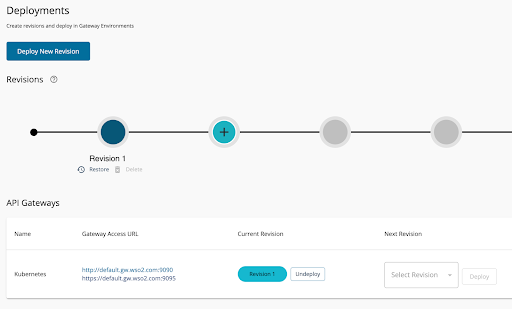 Deployments
Create revisions and deploy in Gateway Environments
Deploy New Revision
Revisions
Revision 1
Restore Delete
API Gateways
Name Gateway Access URL Current Revision Next Revision
Kubernetes http://default.gw.wso2.com:9090 Revision 1 Undeploy Select Revision Deploy
https://default.gw.wso2.com:9095